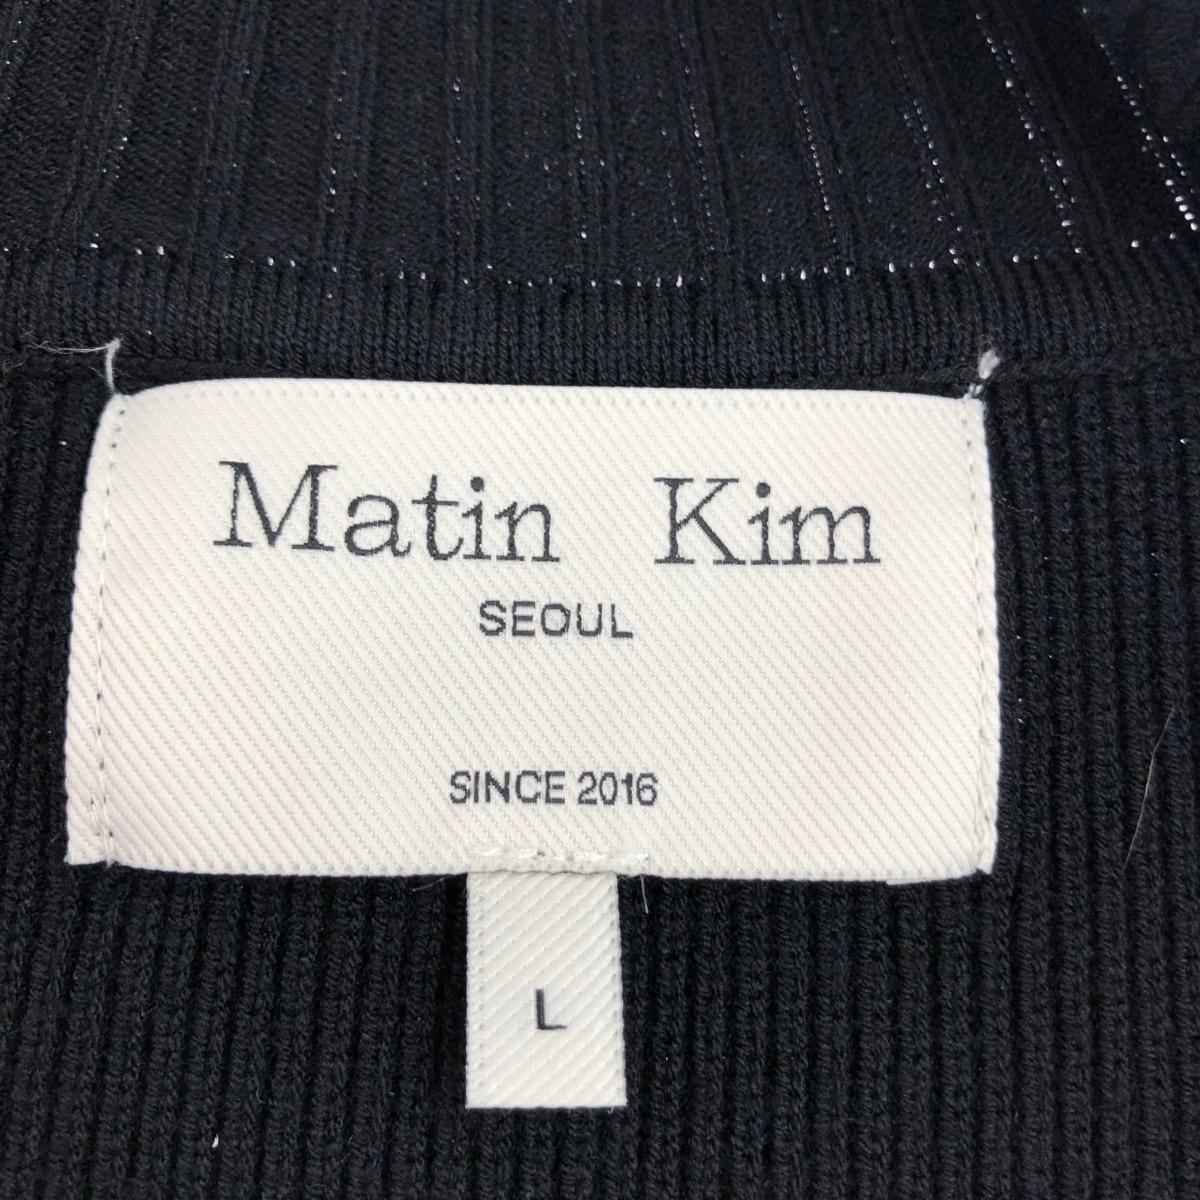 Matin Kim
SEOUL
SINCE 2016
L